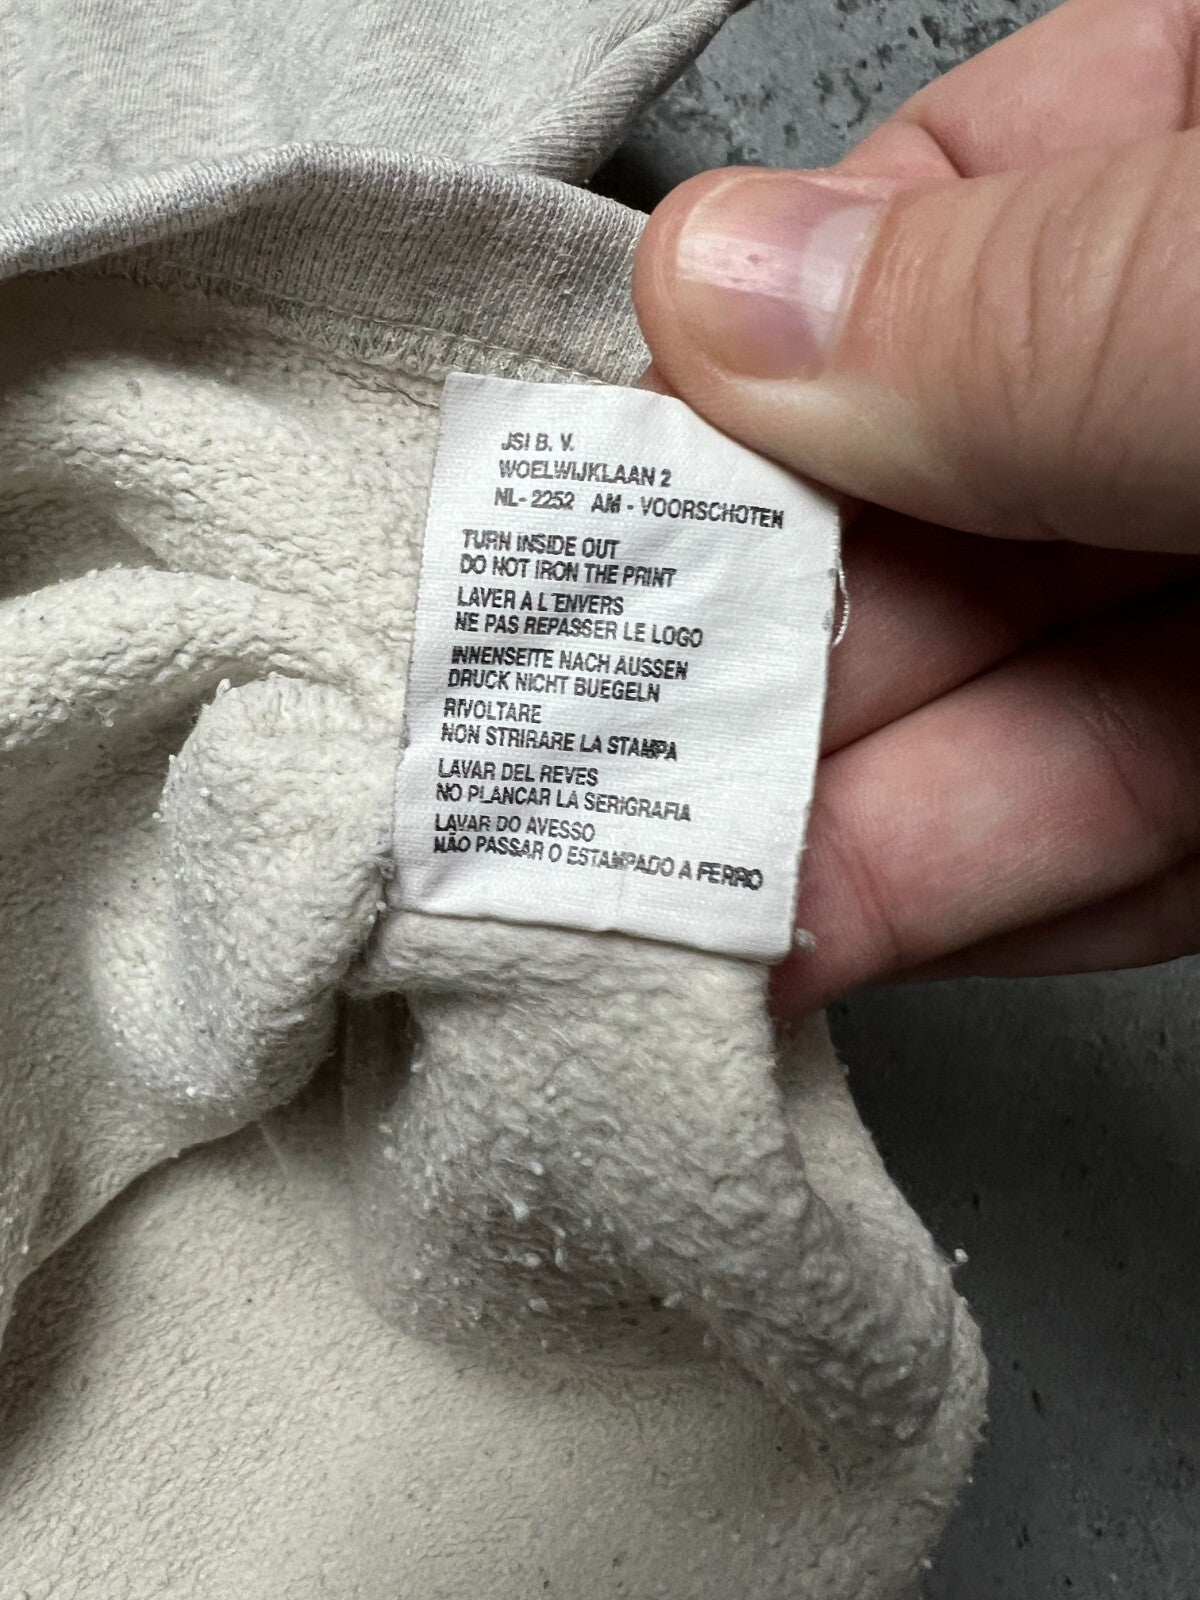 JSI B. V.
WOELWIJKLAAN 2
NL- 2252 AM - VOORSCHOTEN
TURN INSIDE OUT
DO NOT IRON THE PRINT
LAVER A L'ENVERS
NE PAS REPASSER LE LOGO
INNENSEITE NACH AUSSEN
DRUCK NICHT BUEGELN
RIVOLTARE
NON STRIRARE LA STAMPA
LAVAR DEL REVES
NO PLANCAR LA SERIGRAFIA
LAVAR DO AVESSO
NÃO PASSAR O ESTAMPADO A FERRO